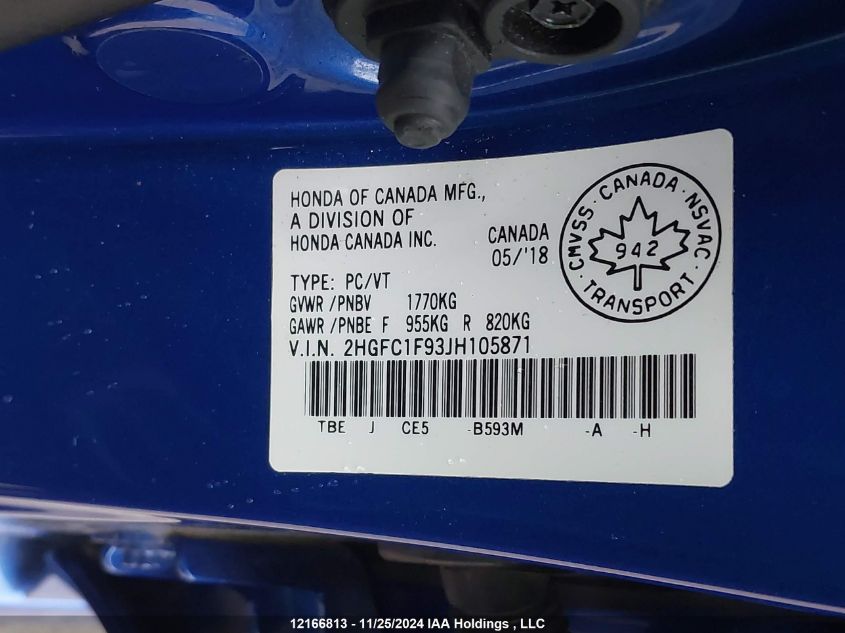 HONDA OF CANADA MFG.,
A DIVISION OF
HONDA CANADA INC.
CANADA
05/'18
CMVSS · CANADA · NSVAC
942
· TRANSPORT ·
TYPE: PC/VT
GVWR /PNBV 1770KG
GAWR /PNBE F 955KG R 820KG
V.I.N. 2HGFC1F93JH105871
TBE J CE5 -B593M -A -H
12166813 - 11/25/2024 IAA Holdings , LLC